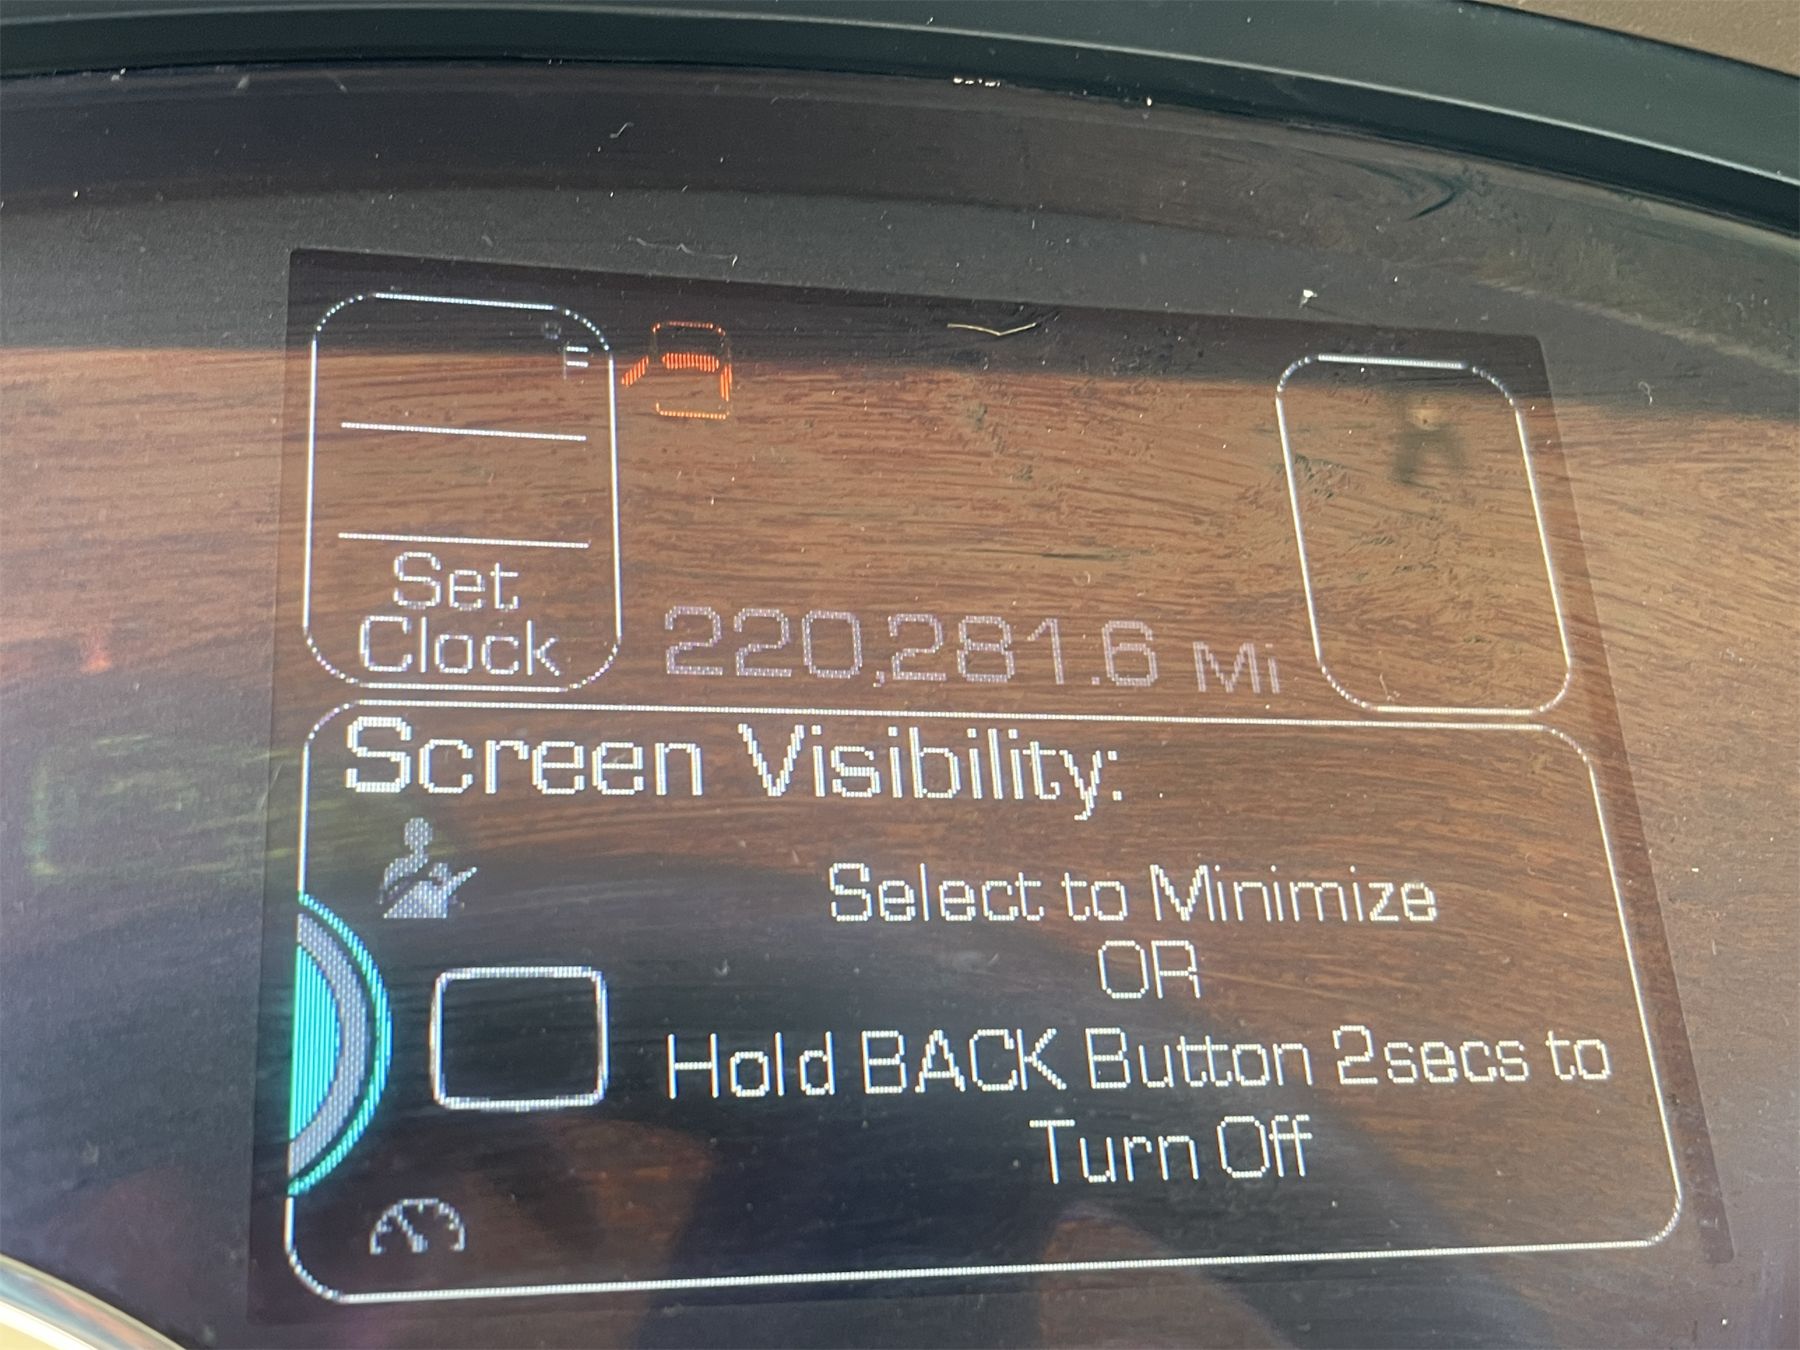 °F
Set
Clock
220,281.6 Mi
Screen Visibility:
Select to Minimize
OR
Hold BACK Button 2secs to
Turn Off